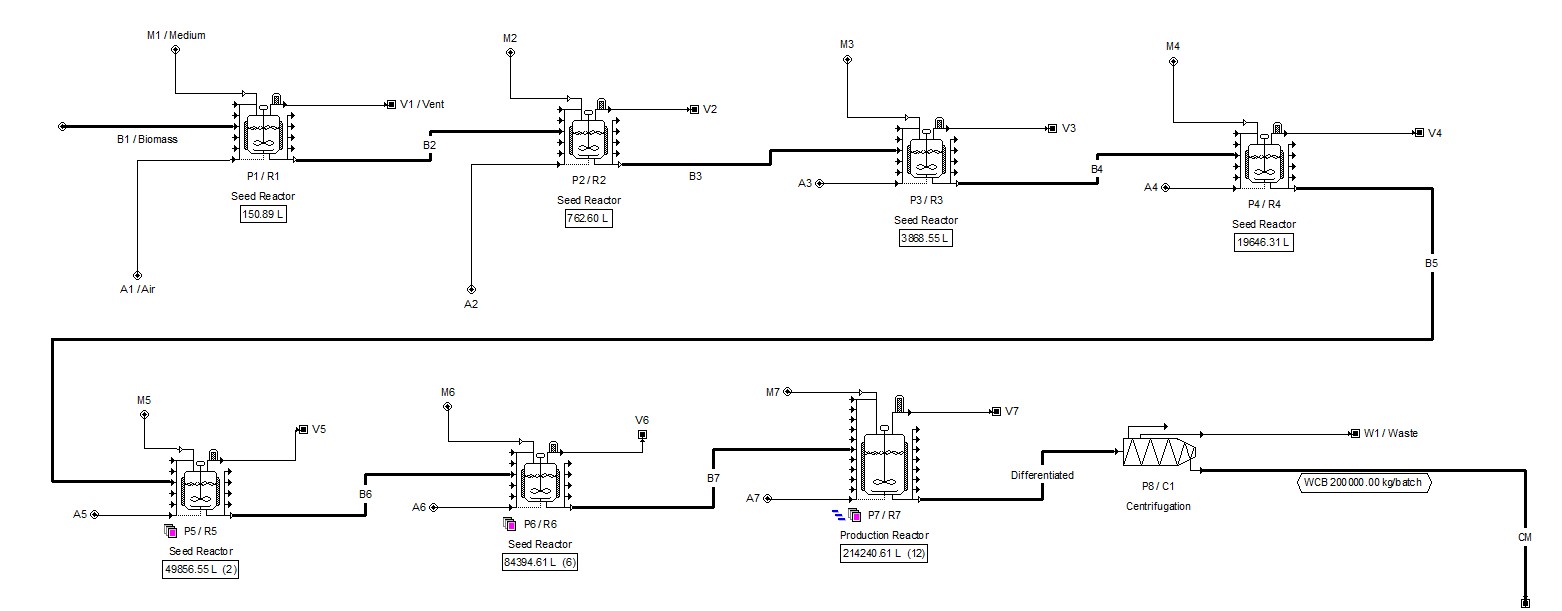 M1 / Medium
V1 / Vent
B1 / Biomass
P1 / R1
Seed Reactor
150.89 L
A1 / Air
B2
M2
V2
P2 / R2
Seed Reactor
762.60 L
A2
B3
M3
V3
A3
P3 / R3
Seed Reactor
3868.55 L
B4
M4
V4
A4
P4 / R4
Seed Reactor
19646.31 L
B5
M5
V5
A5
P5 / R5
Seed Reactor
49856.55 L (2)
B6
M6
V6
A6
P6 / R6
Seed Reactor
84394.61 L (6)
B7
M7
V7
A7
P7 / R7
Production Reactor
214240.61 L (12)
Differentiated
P8 / C1
Centrifugation
W1 / Waste
WCB 200000.00 kg/batch
CM